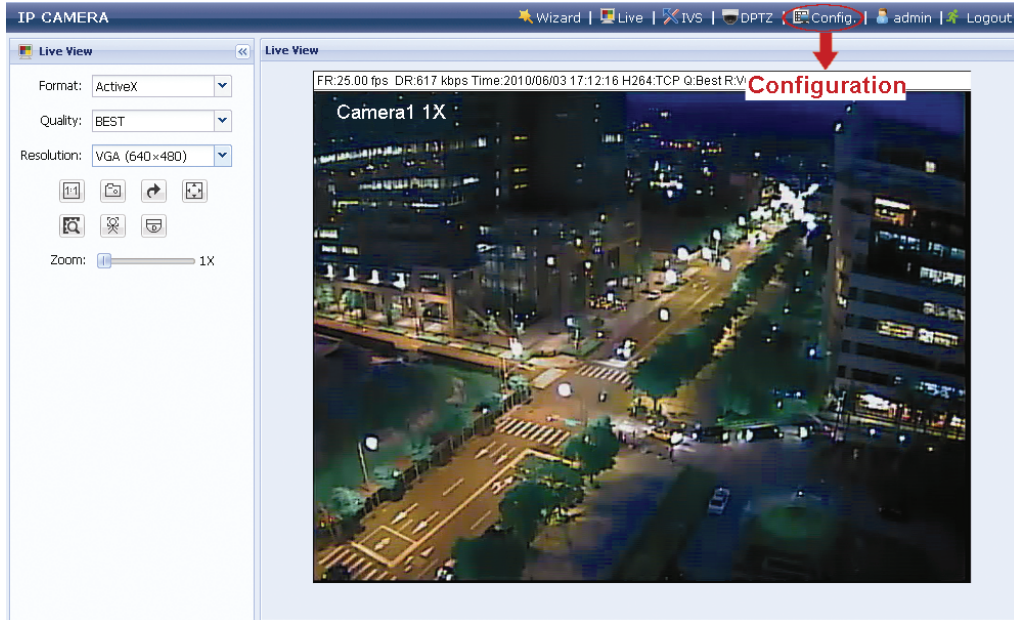 IP CAMERA
Wizard | Live | IVS | DPTZ | Config. | admin | Logout
Configuration
Live View
Live View
Format: ActiveX
Quality: BEST
Resolution: VGA (640×480)
1:1
Zoom: 1X
FR:25.00 fps DR:617 kbps Time:2010/06/03 17:12:16 H264:TCP Q:Best
Camera1 1X